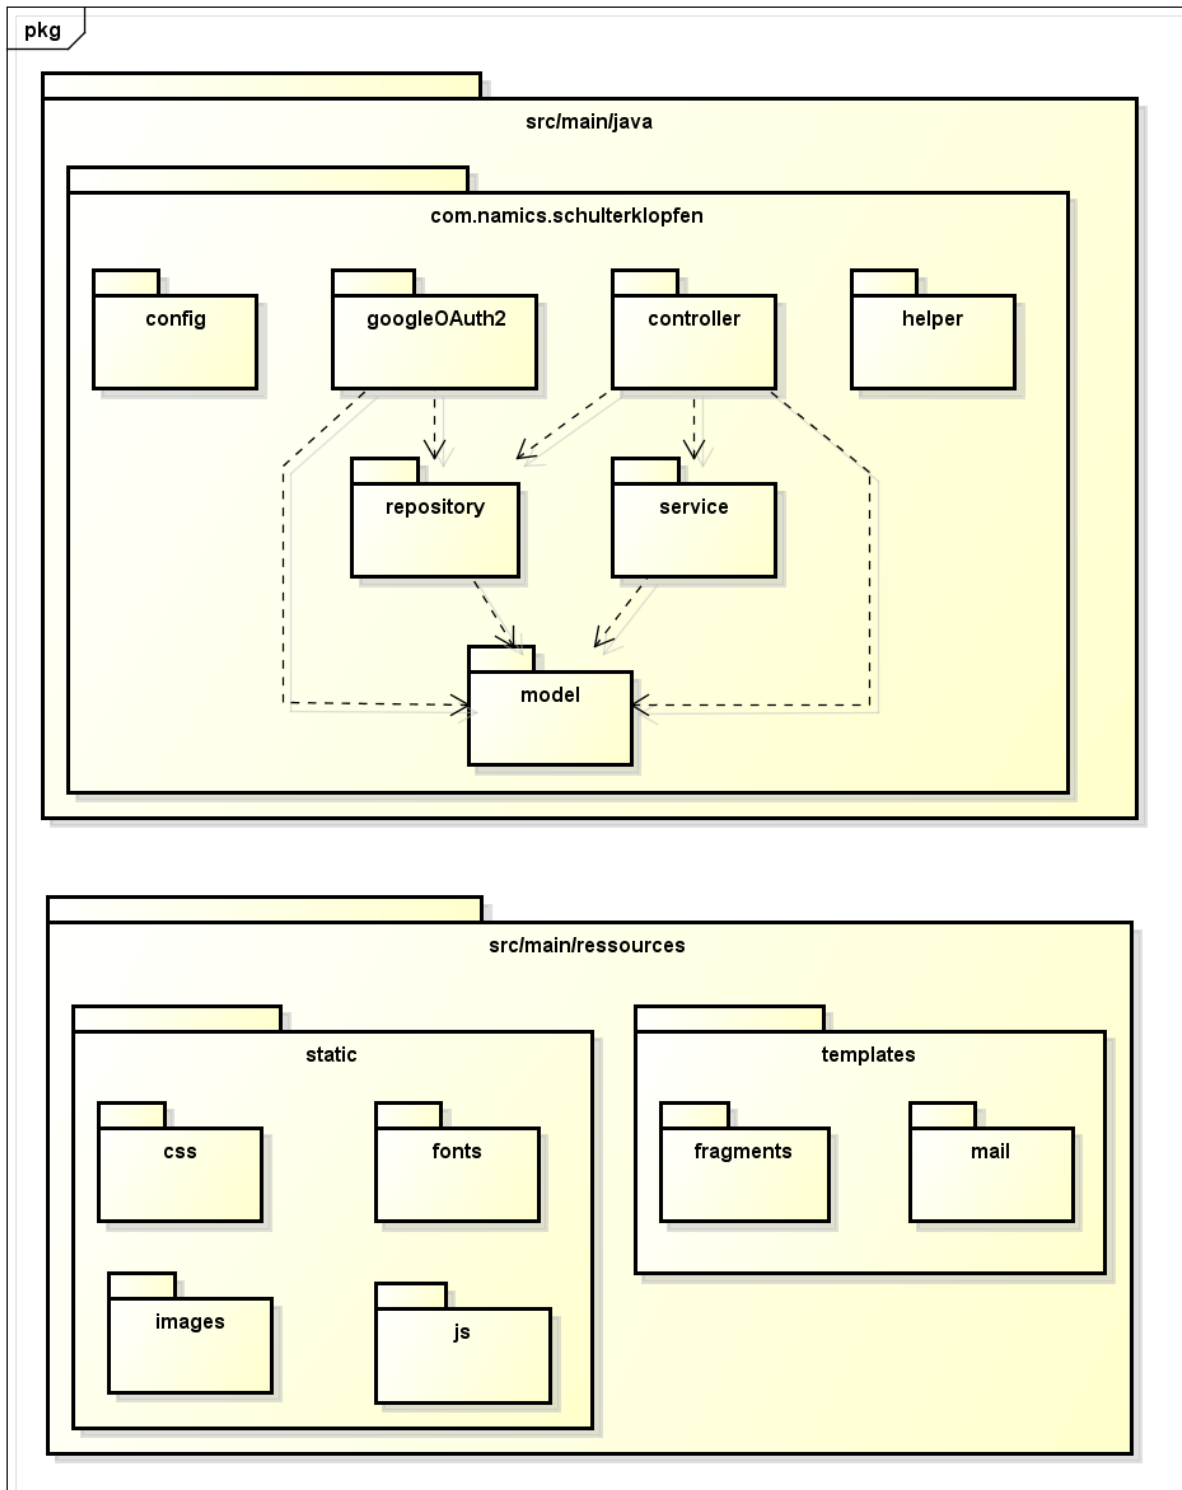 pkg
src/main/java
com.namics.schulterklopfen
config
googleOAuth2
controller
helper
repository
service
model
src/main/ressources
static
templates
css
fonts
fragments
mail
images
js